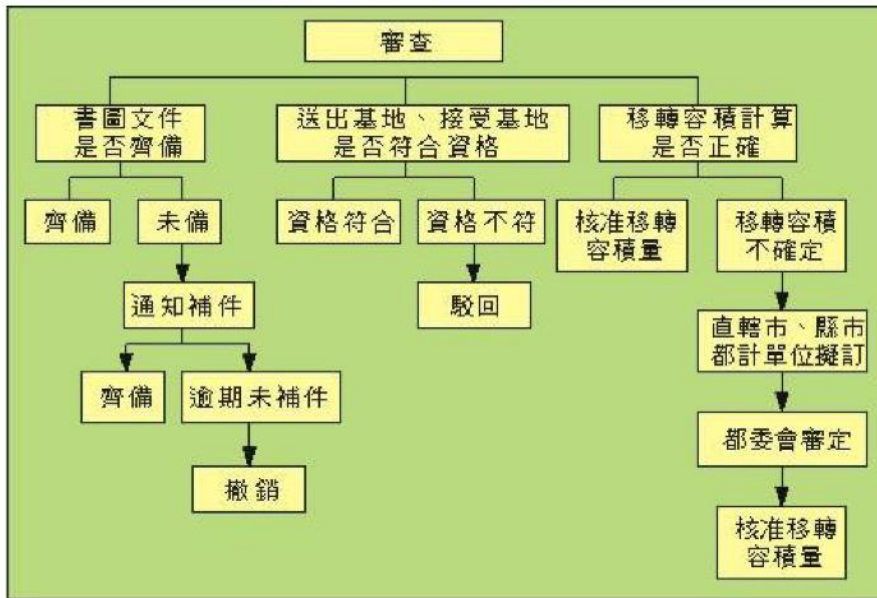 審查
書圖文件
是否齊備
送出基地、接受基地
是否符合資格
移轉容積計算
是否正確
齊備
未備
資格符合
資格不符
核准移轉
容積量
移轉容積
不確定
通知補件
駁回
直轄市、縣市
都計單位擬訂
齊備
逾期未補件
都委會審定
撤銷
核准移轉
容積量